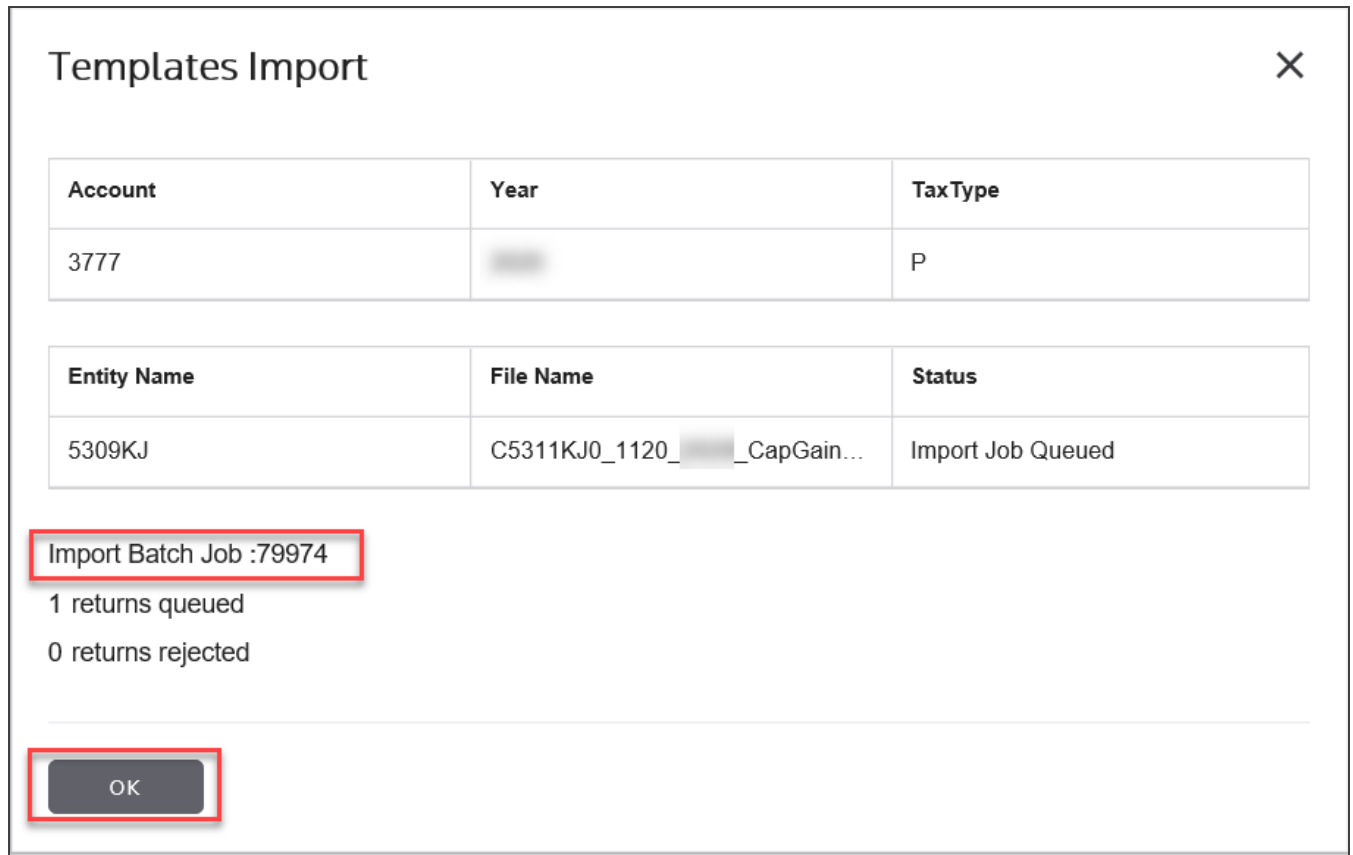 Templates Import
Account Year TaxType
3777 P
Entity Name File Name Status
5309KJ C5311KJ0_1120_ _CapGain... Import Job Queued
Import Batch Job :79974
1 returns queued
0 returns rejected
OK